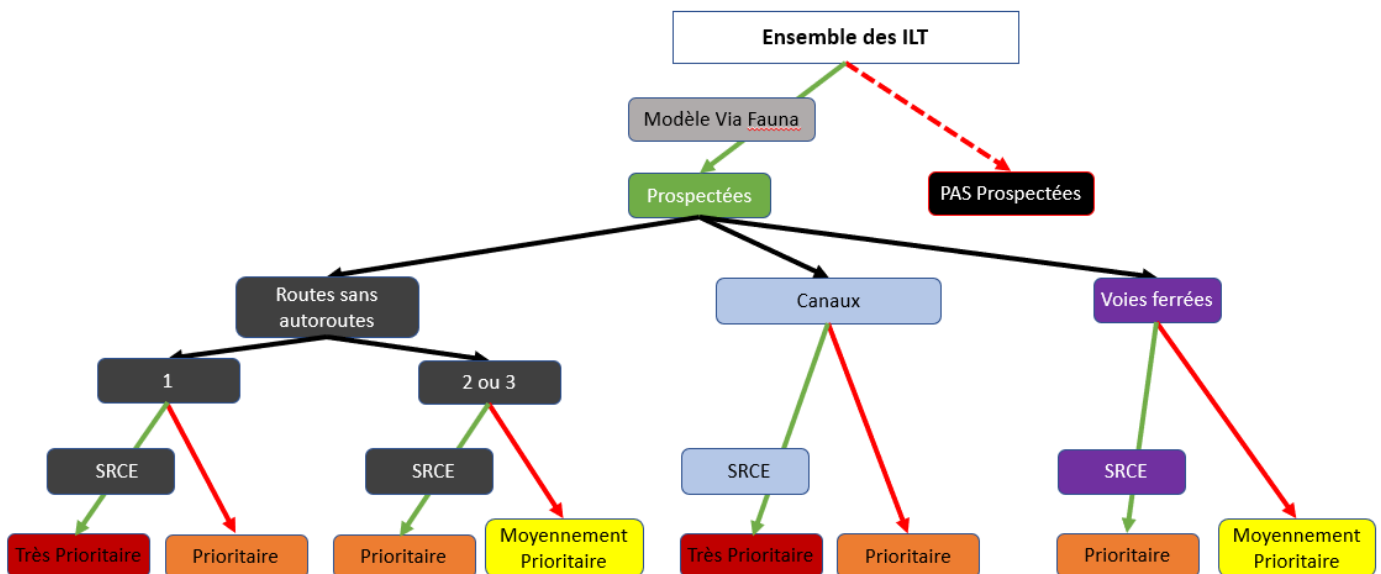 Ensemble des ILT
Modèle Via Fauna
Prospectées
PAS Prospectées
Routes sans
autoroutes
Canaux
Voies ferrées
1
2 ou 3
SRCE
SRCE
SRCE
SRCE
Très Prioritaire
Prioritaire
Prioritaire
Moyennement
Prioritaire
Très Prioritaire
Prioritaire
Prioritaire
Moyennement
Prioritaire